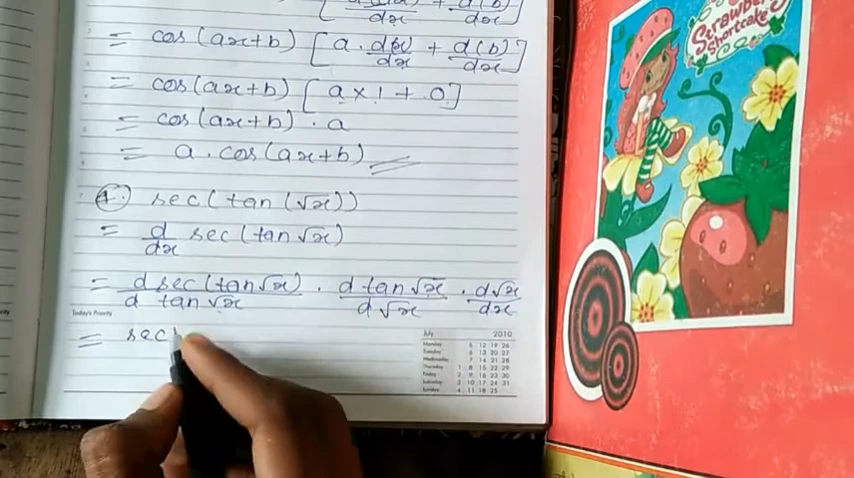 = cos(ax+b) [a · d(x)/dx + d(b)/dx]
= cos(ax+b) [a × 1 + 0]
= cos(ax+b) · a
= a · cos(ax+b)
4. sec(tan(√x))
= d/dx sec(tan √x)
= d sec(tan√x)/d tan√x · d tan√x/d √x · d√x/dx
Today's Priority
= sec
July 2010
Monday 5 12 19 26
Tuesday 6 13 20 27
Wednesday 7 14 21 28
Thursday 1 8 15 22 29
Friday 2 9 16 23 30
Saturday 3 10 17 24 31
Sunday 4 11 18 25
Strawberry
Shortcake